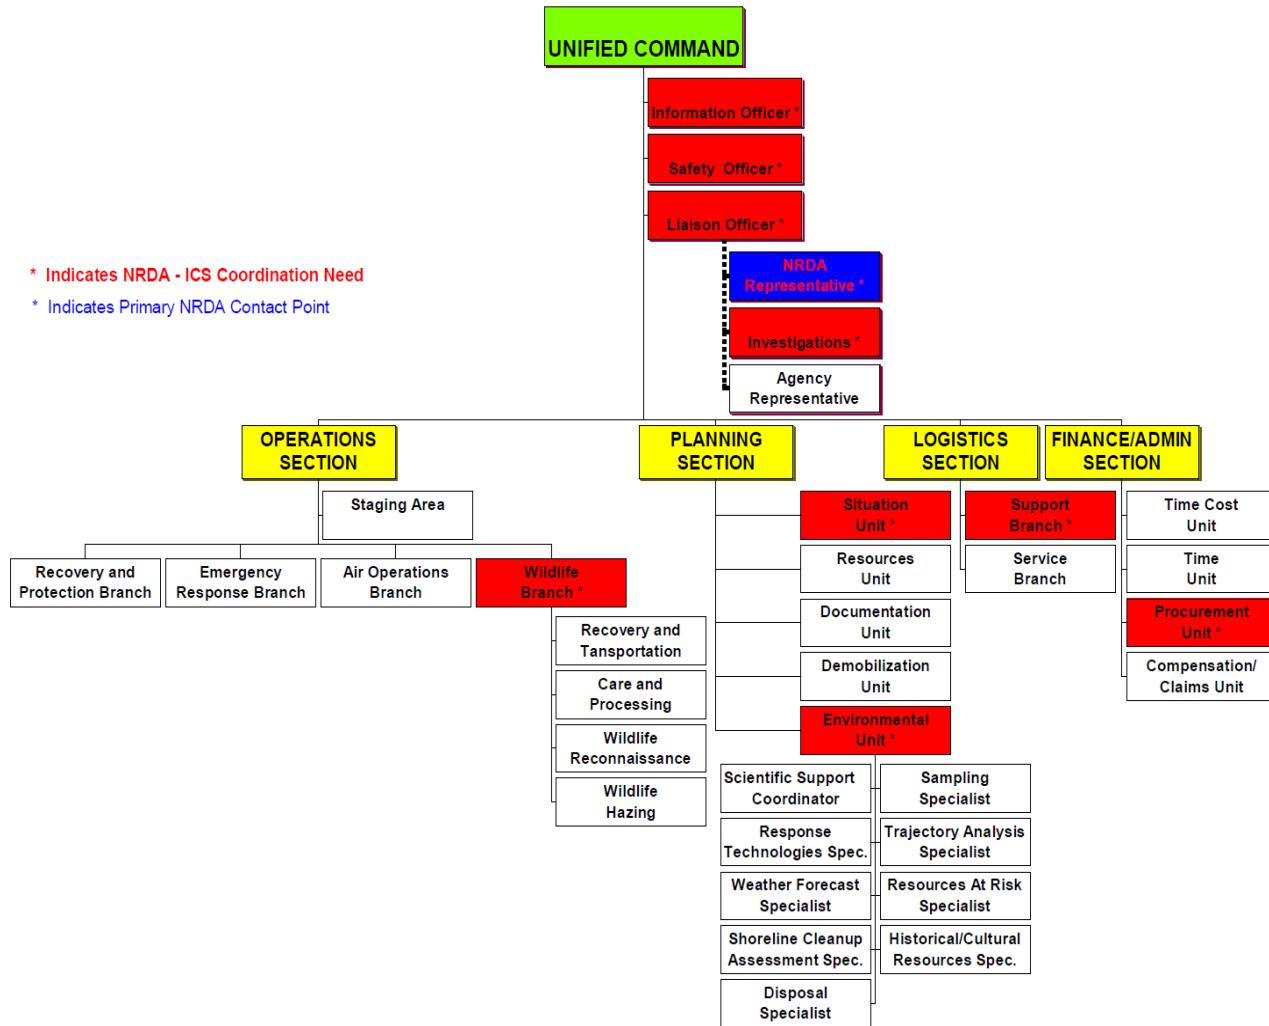 UNIFIED COMMAND
Information Officer *
Safety Officer *
Liaison Officer *
* Indicates NRDA - ICS Coordination Need
* Indicates Primary NRDA Contact Point
NRDA
Representative *
Investigations *
Agency
Representative
OPERATIONS
SECTION
PLANNING
SECTION
LOGISTICS
SECTION
FINANCE/ADMIN
SECTION
Staging Area
Recovery and
Protection Branch
Emergency
Response Branch
Air Operations
Branch
Wildlife
Branch *
Recovery and
Tansportation
Care and
Processing
Wildlife
Reconnaissance
Wildlife
Hazing
Situation
Unit *
Resources
Unit
Documentation
Unit
Demobilization
Unit
Environmental
Unit *
Scientific Support
Coordinator
Sampling
Specialist
Response
Technologies Spec.
Trajectory Analysis
Specialist
Weather Forecast
Specialist
Resources At Risk
Specialist
Shoreline Cleanup
Assessment Spec.
Historical/Cultural
Resources Spec.
Disposal
Specialist
Support
Branch *
Service
Branch
Time Cost
Unit
Time
Unit
Procurement
Unit *
Compensation/
Claims Unit